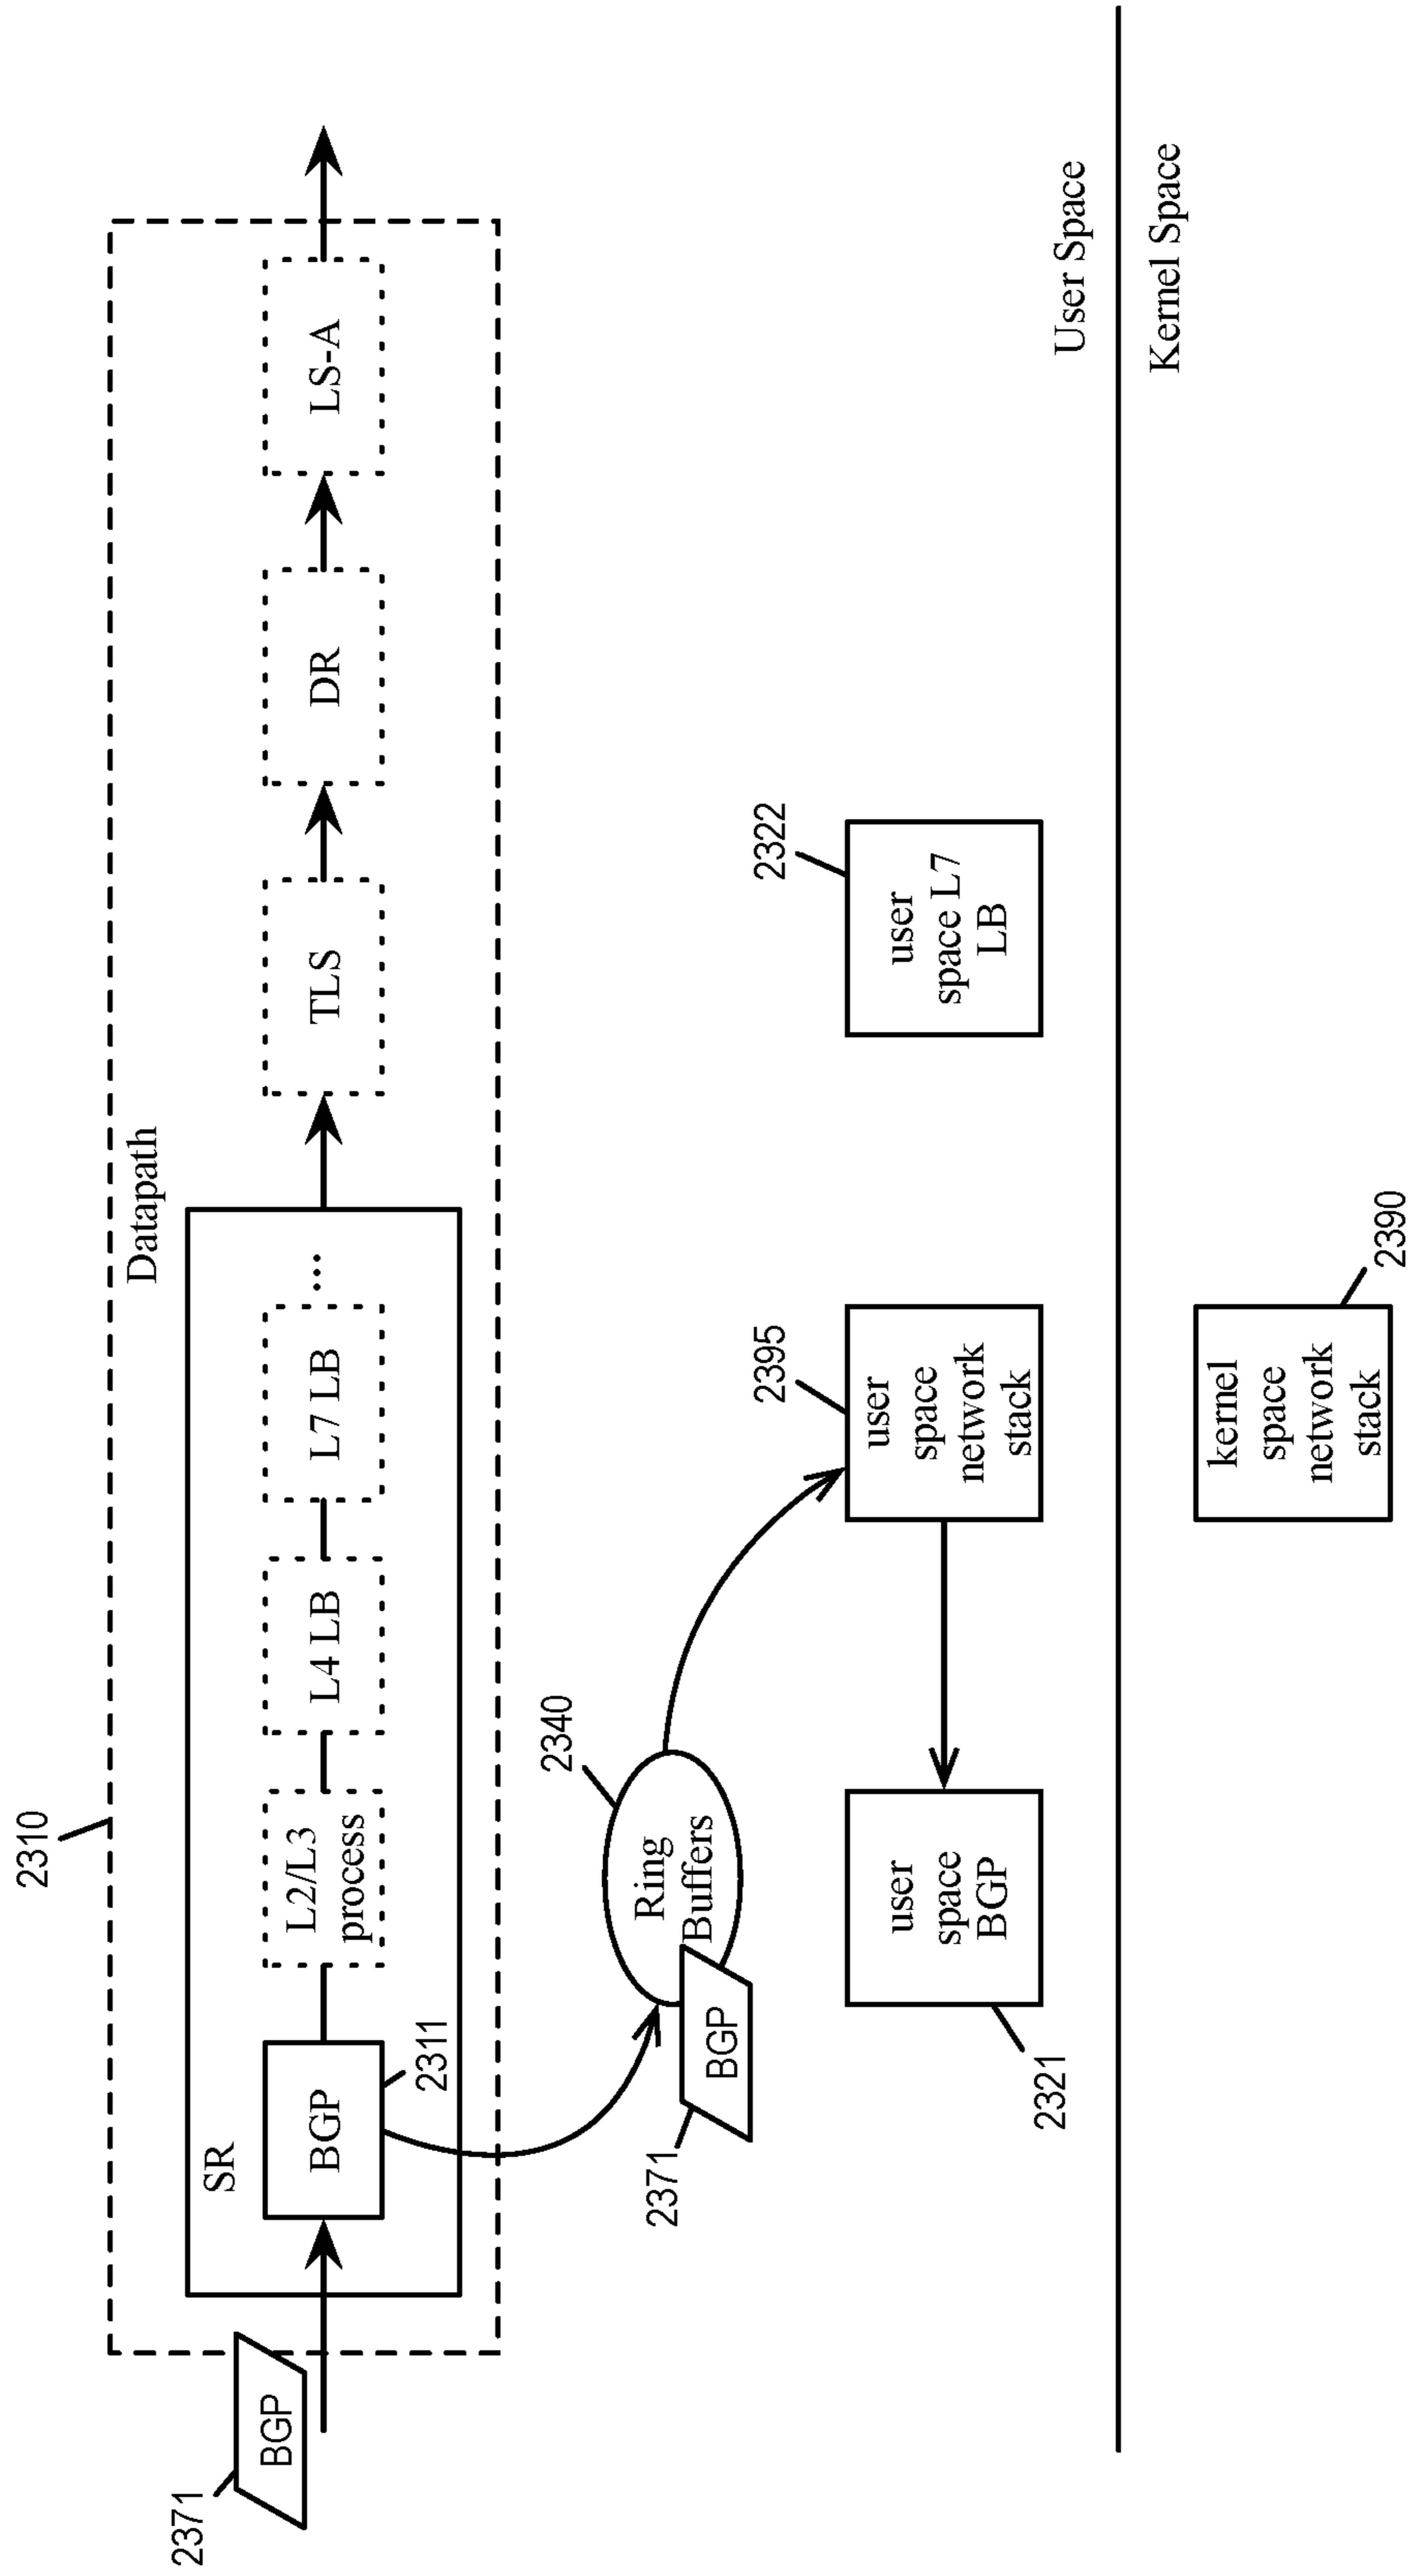 2310
2371
BGP
Datapath
SR
BGP
2311
L2/L3
process
L4 LB
L7 LB
...
TLS
DR
LS-A
2340
Ring
Buffers
2371
BGP
2321
user
space
BGP
2395
user
space
network
stack
2322
user
space L7
LB
User Space
Kernel Space
2390
kernel
space
network
stack